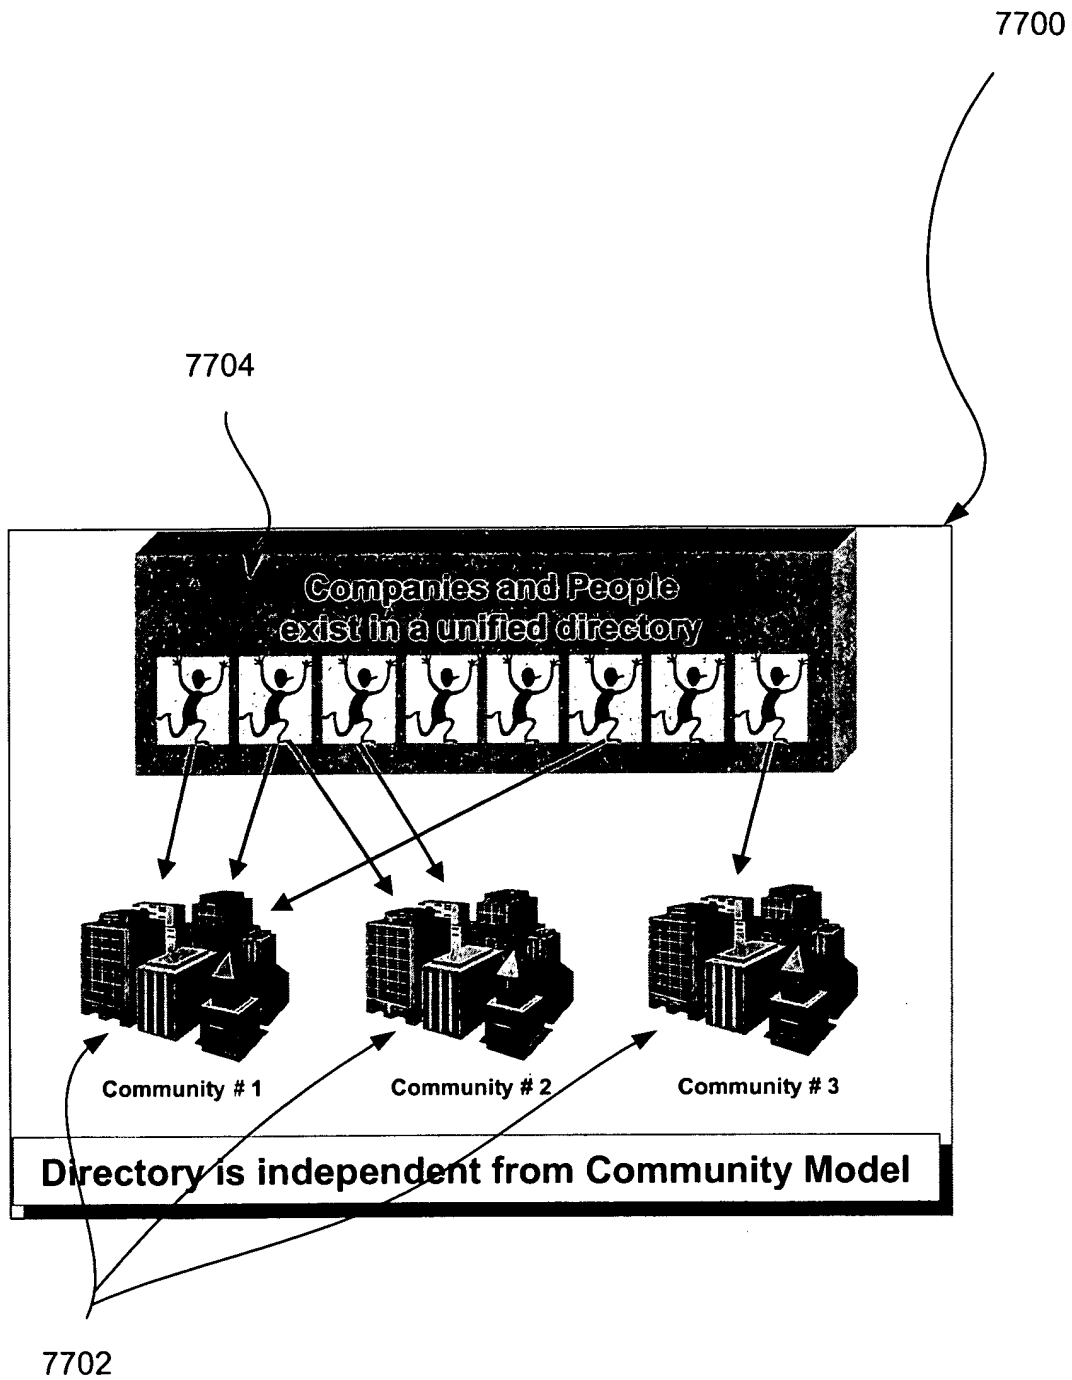 7700
7704
Companies and People
exist in a unified directory
Community # 1
Community # 2
Community # 3
Directory is independent from Community Model
7702